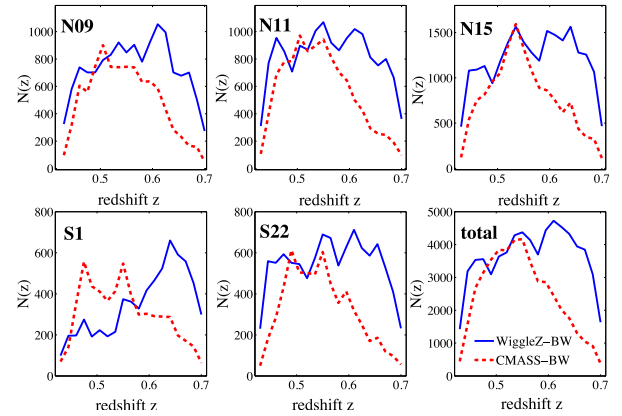 N09
N(z)
1000
800
600
400
200
0
0.5
0.6
0.7
redshift z
N11
N(z)
1000
800
600
400
200
0
0.5
0.6
0.7
redshift z
N15
N(z)
1500
1000
500
0
0.5
0.6
0.7
redshift z
S1
N(z)
800
600
400
200
0
0.5
0.6
0.7
redshift z
S22
N(z)
800
600
400
200
0
0.5
0.6
0.7
redshift z
total
N(z)
5000
4000
3000
2000
1000
0
WiggleZ-BW
CMASS-BW
0.5
0.6
0.7
redshift z